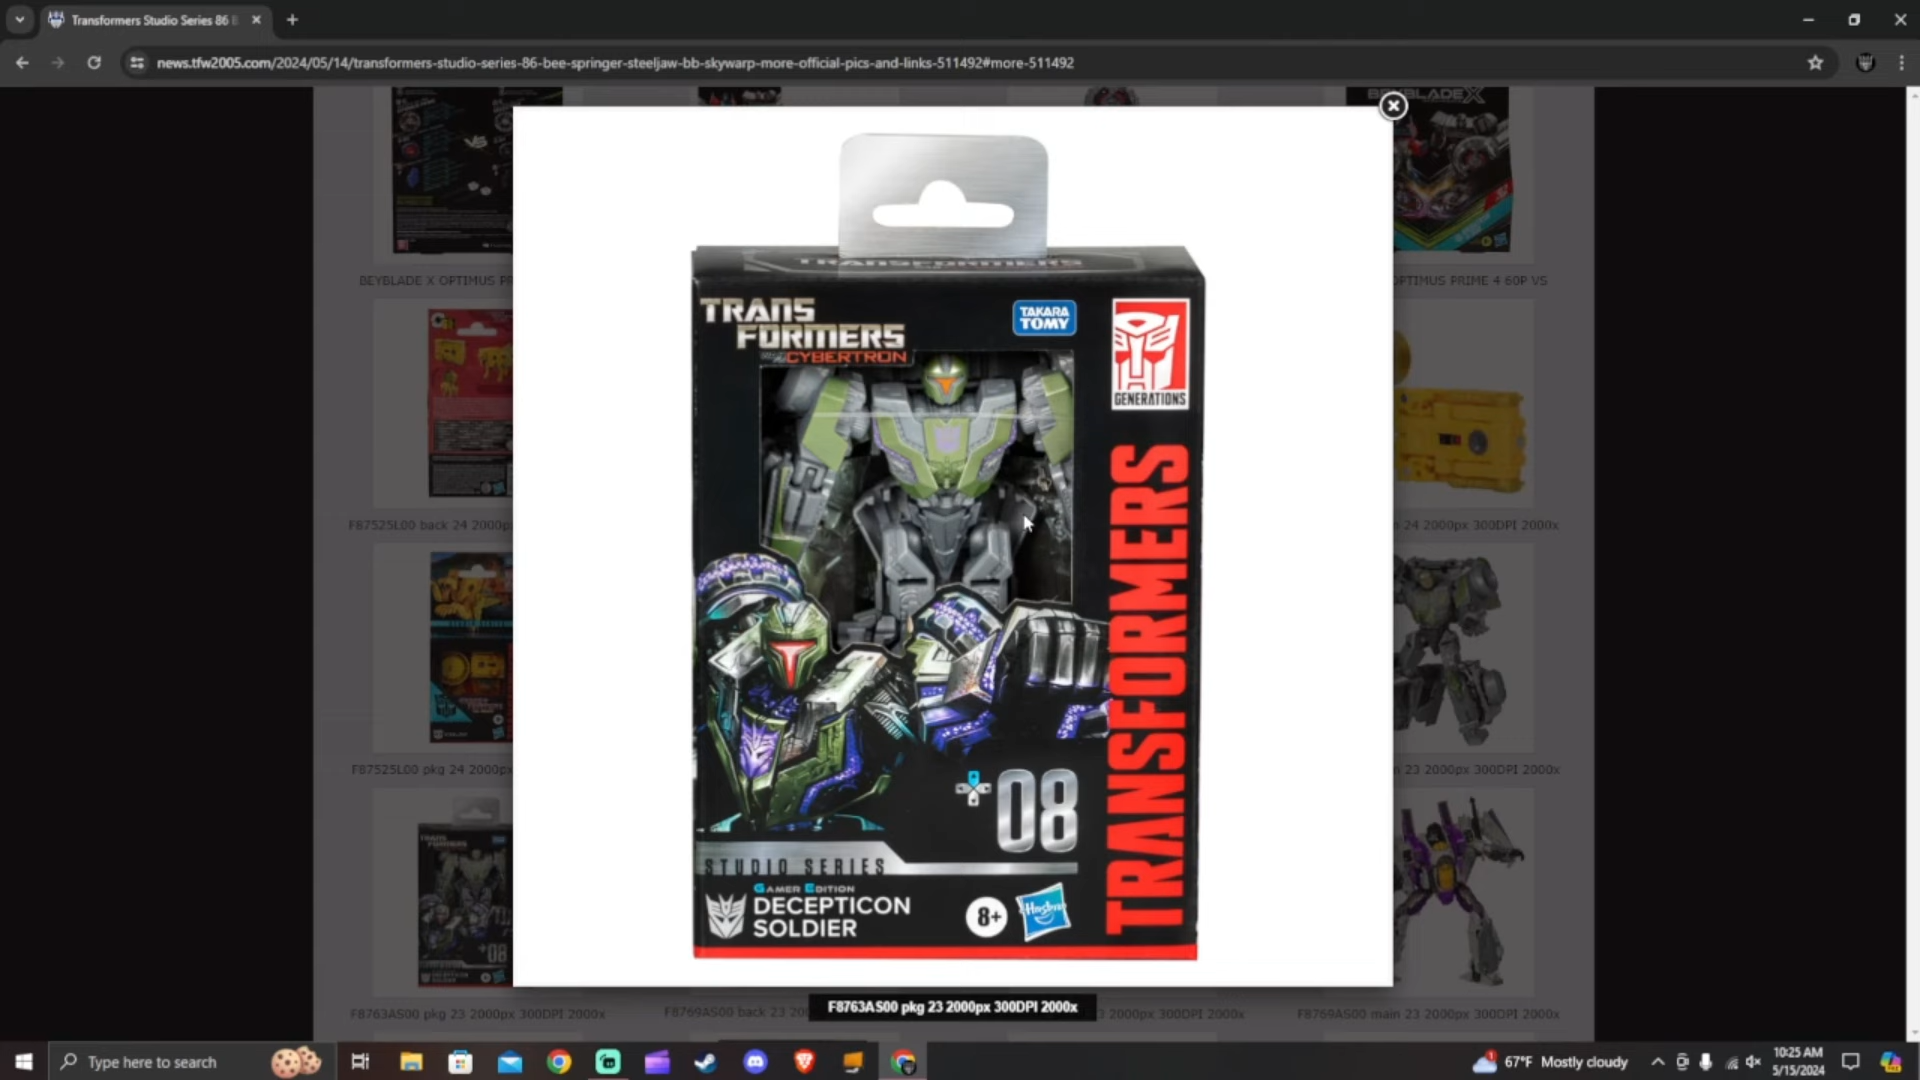 Transformers Studio Series 86
news.tfw2005.com/2024/05/14/transformers-studio-series-86-bee-springer-steeljaw-bb-skywarp-more-official-pics-and-links-511492#more-511492
BEYBLADE X
VS
TRANSFORMERS
TRANS
FORMERS
CYBERTRON
TAKARA
TOMY
GENERATIONS
TRANSFORMERS
08
STUDIO SERIES
GAMER EDITION
DECEPTICON
SOLDIER
8+
Hasbro
BEYBLADE X OPTIMUS PR
OPTIMUS PRIME 4 60P VS
F87525L00 back 24 2000p
24 2000px 300DPI 2000x
F87525L00 pkg 24 2000p
23 2000px 300DPI 2000x
F8763AS00 pkg 23 2000px 300DPI 2000x
F8769AS00 back 23 20
F8763AS00 pkg 23 2000px 300DPI 2000x
2000px 300DPI 2000x
F8769AS00 main 23 2000px 300DPI 2000x
Type here to search
67°F Mostly cloudy
10:25 AM
5/15/2024